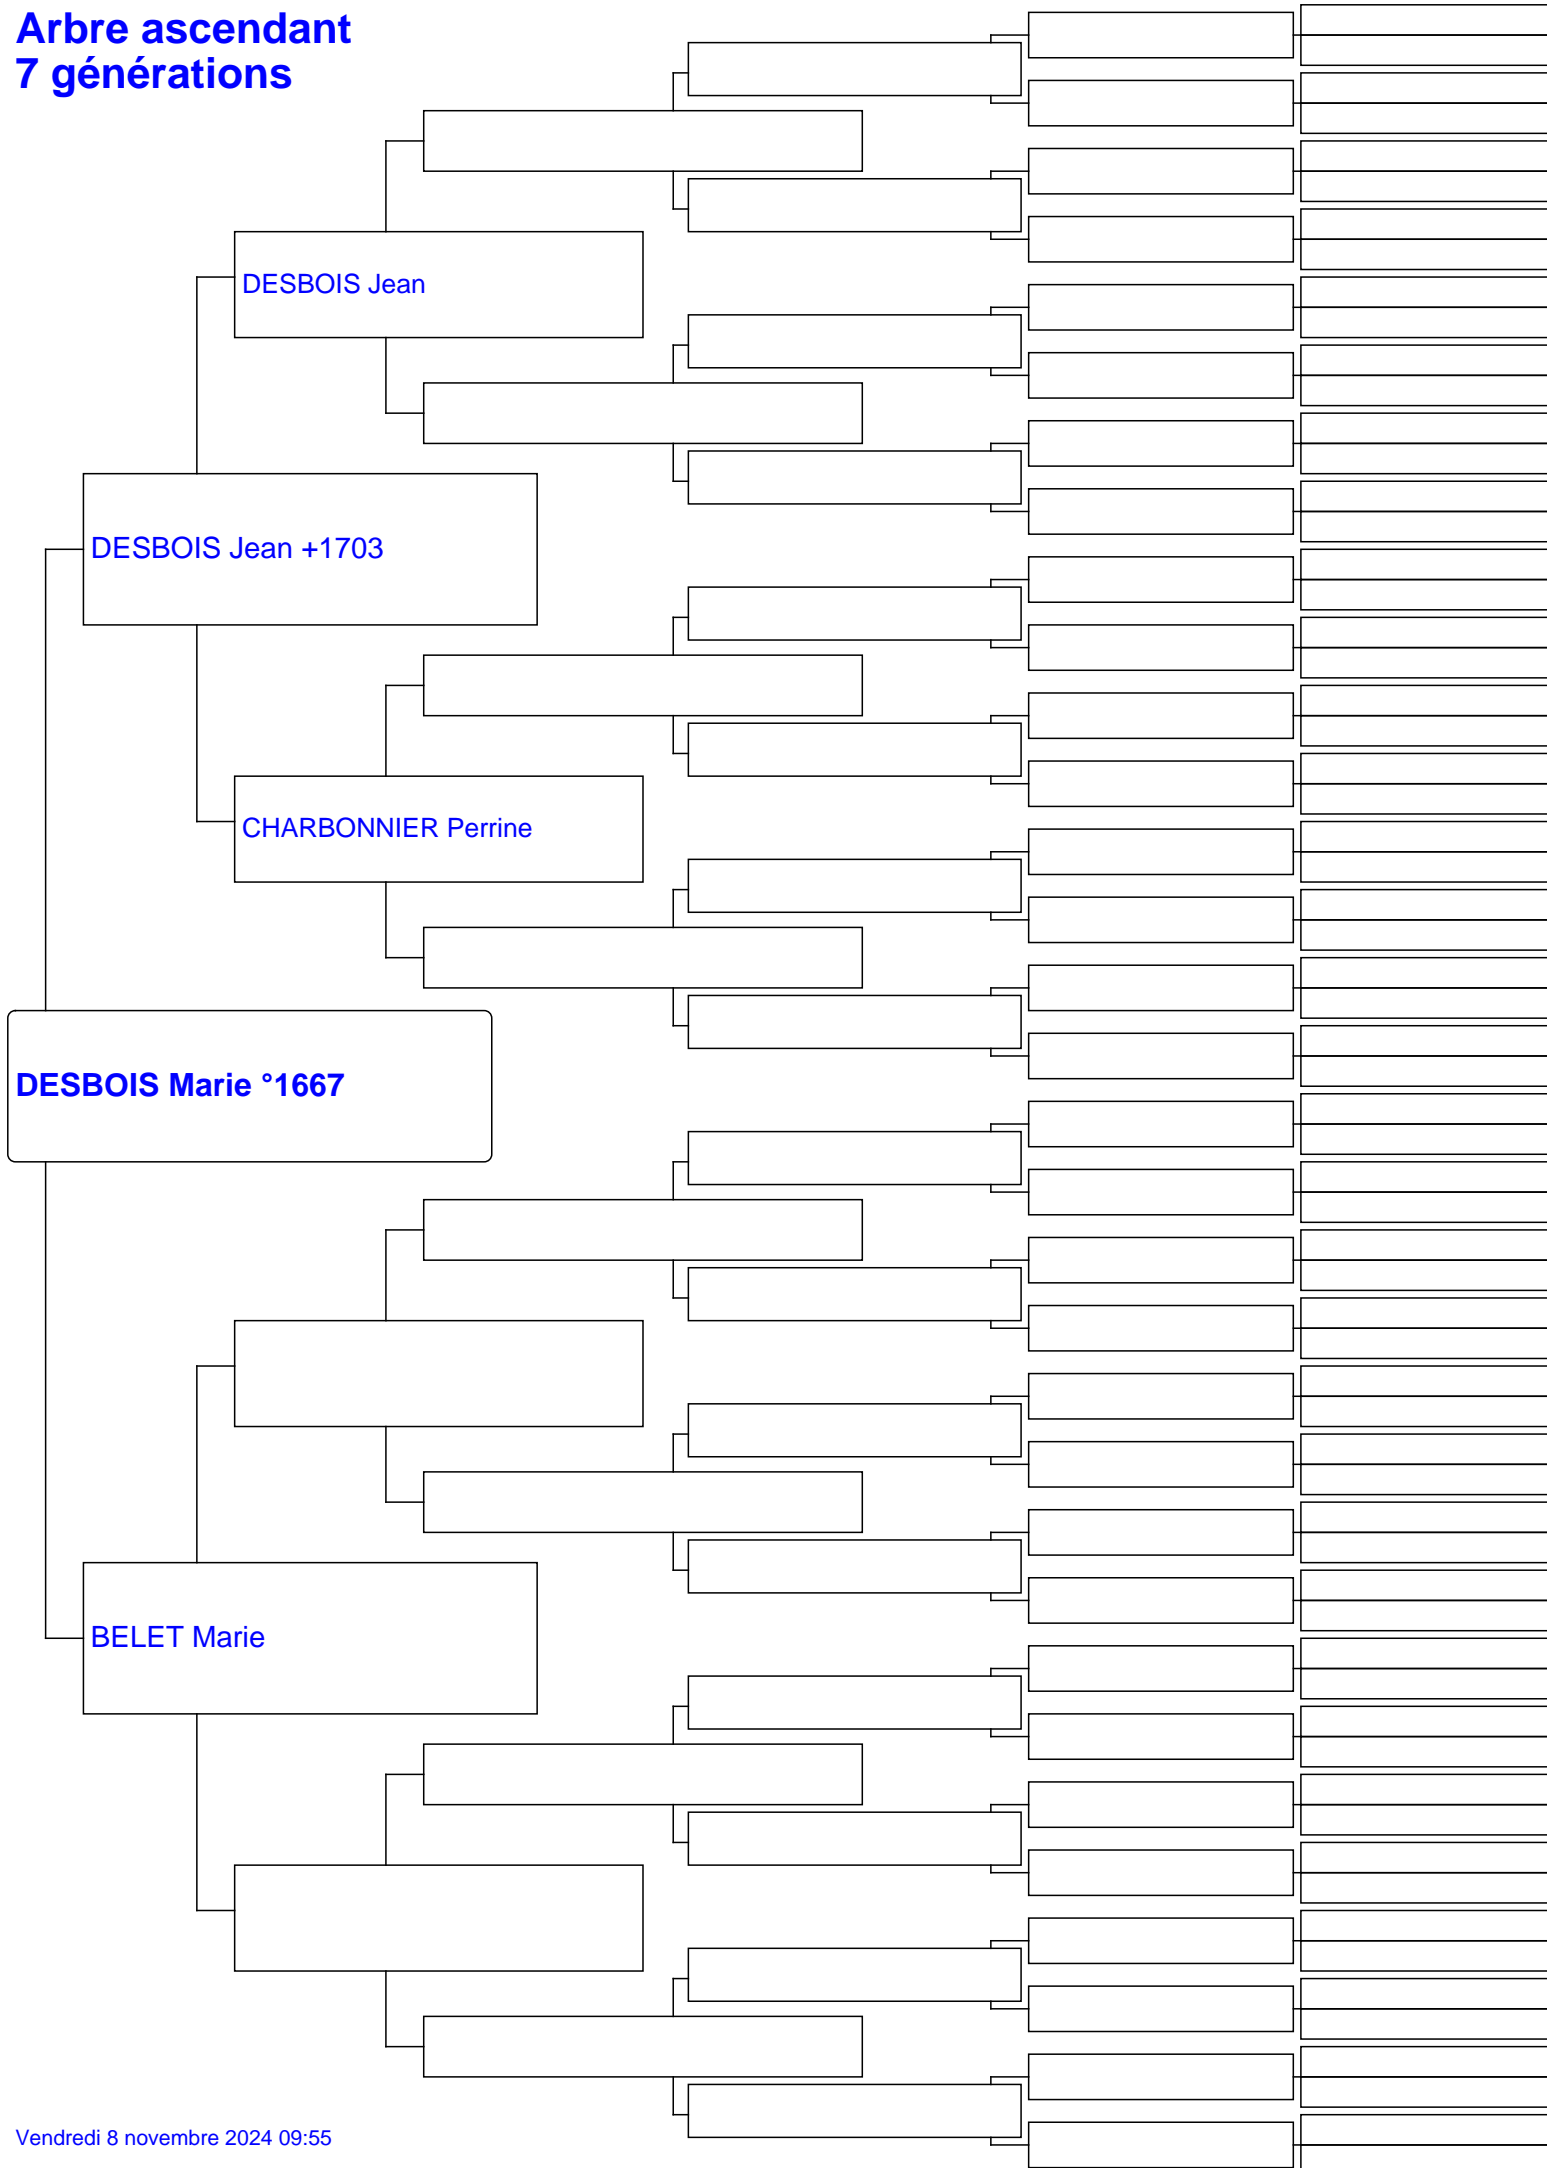 Arbre ascendant
7 générations
DESBOIS Jean
DESBOIS Jean +1703
CHARBONNIER Perrine
DESBOIS Marie °1667
BELET Marie
Vendredi 8 novembre 2024 09:55